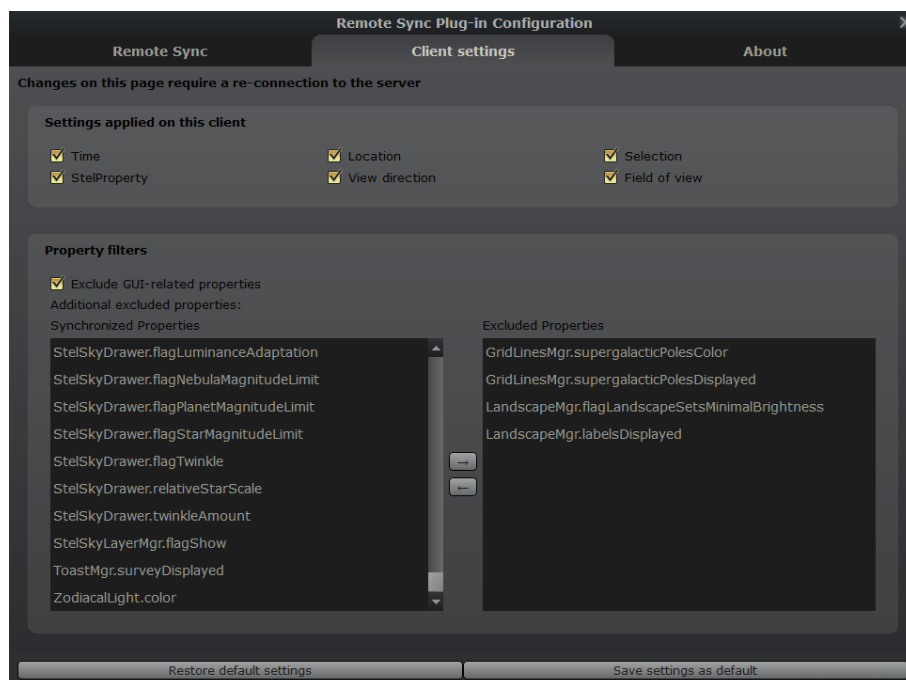 Remote Sync Plug-in Configuration
Remote Sync
Client settings
About
Changes on this page require a re-connection to the server
Settings applied on this client
Time
Location
Selection
StelProperty
View direction
Field of view
Property filters
Exclude GUI-related properties
Additional excluded properties:
Synchronized Properties
Excluded Properties
StelSkyDrawer.flagLuminanceAdaptation
StelSkyDrawer.flagNebulaMagnitudeLimit
StelSkyDrawer.flagPlanetMagnitudeLimit
StelSkyDrawer.flagStarMagnitudeLimit
StelSkyDrawer.flagTwinkle
StelSkyDrawer.relativeStarScale
StelSkyDrawer.twinkleAmount
StelSkyLayerMgr.flagShow
ToastMgr.surveyDisplayed
ZodiacalLight.color
→
←
GridLinesMgr.supergalacticPolesColor
GridLinesMgr.supergalacticPolesDisplayed
LandscapeMgr.flagLandscapeSetsMinimalBrightness
LandscapeMgr.labelsDisplayed
Restore default settings
Save settings as default